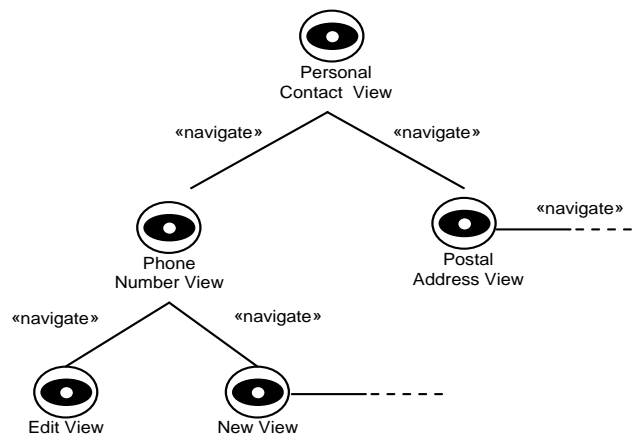 Personal
Contact View
«navigate»
«navigate»
«navigate»
Phone
Number View
Postal
Address View
«navigate»
«navigate»
Edit View
New View